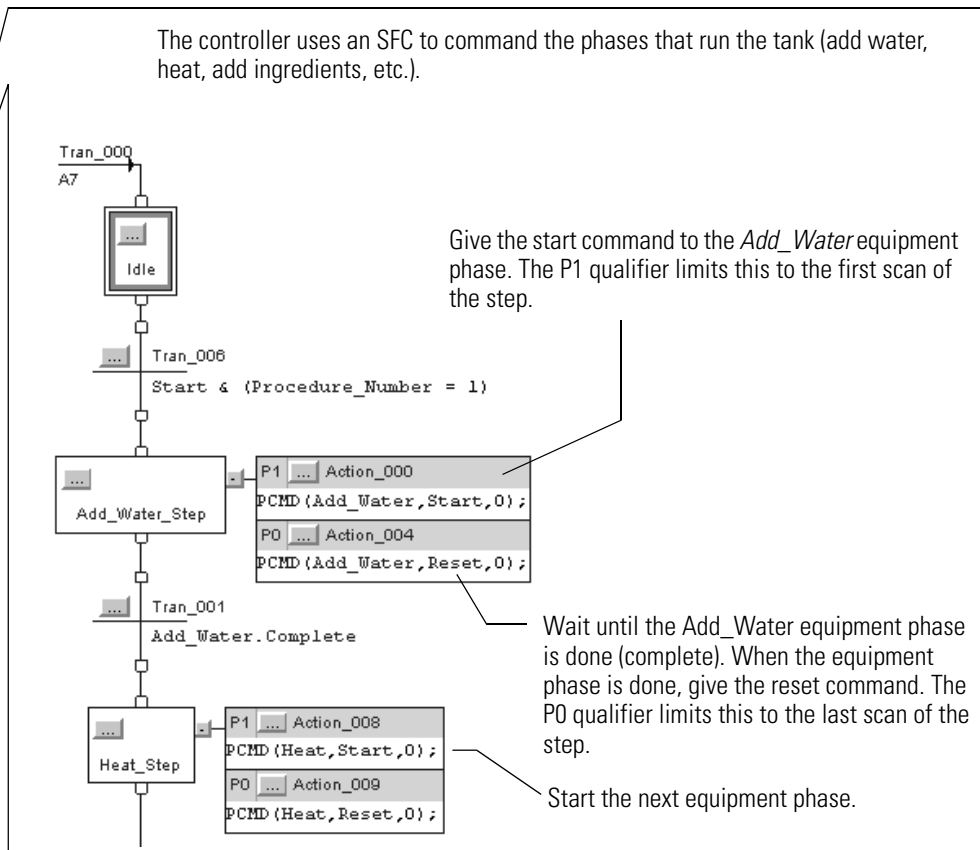 The controller uses an SFC to command the phases that run the tank (add water,
heat, add ingredients, etc.).
Tran_000
A7
...
Idle
Give the start command to the Add_Water equipment
phase. The P1 qualifier limits this to the first scan of
the step.
... Tran_006
Start & (Procedure_Number = 1)
...
Add_Water_Step
P1 ... Action_000
PCMD(Add_Water,Start,0);
P0 ... Action_004
PCMD(Add_Water,Reset,0);
... Tran_001
Add_Water.Complete
Wait until the Add_Water equipment phase
is done (complete). When the equipment
phase is done, give the reset command. The
P0 qualifier limits this to the last scan of the
step.
...
Heat_Step
P1 ... Action_008
PCMD(Heat,Start,0);
P0 ... Action_009
PCMD(Heat,Reset,0);
Start the next equipment phase.